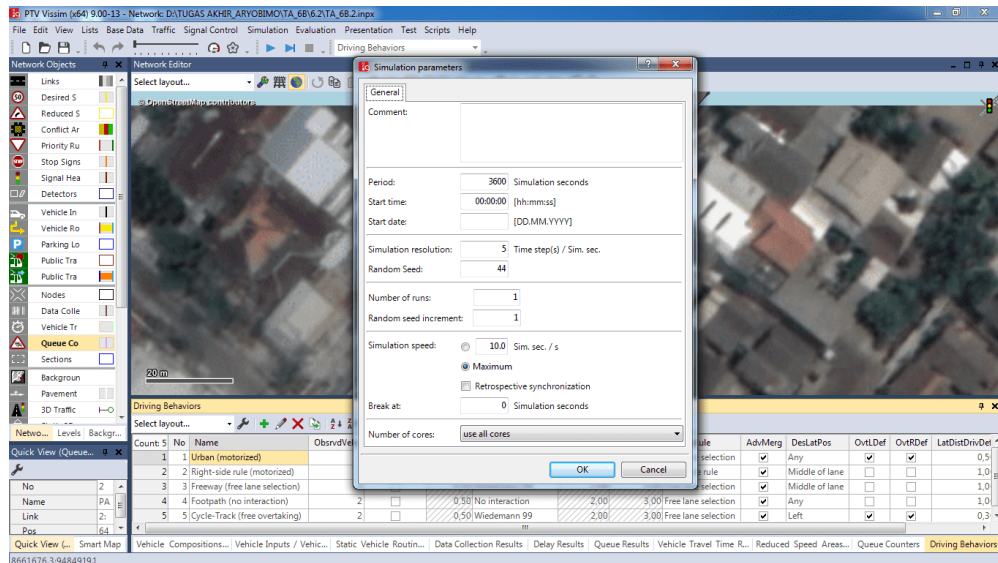 PTV Vissim (x64) 9.00-13 - Network: D:\TUGAS AKHIR_ARYOBIMO\TA_6B\6.2\TA_6B.2.inpx
File Edit View Lists Base Data Traffic Signal Control Simulation Evaluation Presentation Test Scripts Help
Driving Behaviors
Network Objects
Links
Desired S
Reduced S
Conflict Ar
Priority Ru
Stop Signs
Signal Hea
Detectors
Vehicle In
Vehicle Ro
Parking Lo
Public Tra
Public Tra
Nodes
Data Colle
Vehicle Tr
Queue Co
Sections
Backgroun
Pavement
3D Traffic
Netwo... Levels Backgr...
Quick View (Queue...
No 2
Name PA
Link 2:
Pos 64
Quick View (... Smart Map
Network Editor
Select layout...
© OpenStreetMap contributors
20 m
Simulation parameters
General
Comment:
Period: 3600 Simulation seconds
Start time: 00:00:00 [hh:mm:ss]
Start date: [DD.MM.YYYY]
Simulation resolution: 5 Time step(s) / Sim. sec.
Random Seed: 44
Number of runs: 1
Random seed increment: 1
Simulation speed: 10.0 Sim. sec. / s
Maximum
Retrospective synchronization
Break at: 0 Simulation seconds
Number of cores: use all cores
OK Cancel
Driving Behaviors
Select layout...
Count: 5 No Name ObsrvdVe ule AdvMerg DesLatPos OvtLDef OvtRDef LatDistDrivDef
1 1 Urban (motorized) selection Any 0,5
2 2 Right-side rule (motorized) e rule Middle of lane 1,0
3 3 Freeway (free lane selection) selection Middle of lane 1,0
4 4 Footpath (no interaction) 2 0,50 No interaction 2,00 3,00 Free lane selection Any 1,0
5 5 Cycle-Track (free overtaking) 2 0,50 Wiedemann 99 2,00 3,00 Free lane selection Left 0,3
Vehicle Compositions... Vehicle Inputs / Vehic... Static Vehicle Routin... Data Collection Results Delay Results Queue Results Vehicle Travel Time R... Reduced Speed Areas... Queue Counters Driving Behaviors
8661676.3:94849191